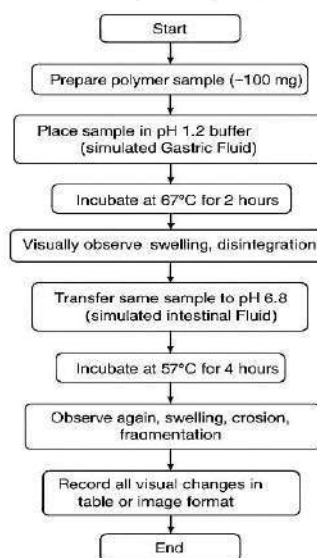 Start
Prepare polymer sample (~100 mg)
Place sample in pH 1.2 buffer
(simulated Gastric Fluid)
Incubate at 67°C for 2 hours
Visually observe swelling, disintegration
Transfer same sample to pH 6.8
(simulated intestinal Fluid)
Incubate at 57°C for 4 hours
Observe again, swelling, crosion,
fraomentation
Record all visual changes in
table or image format
End